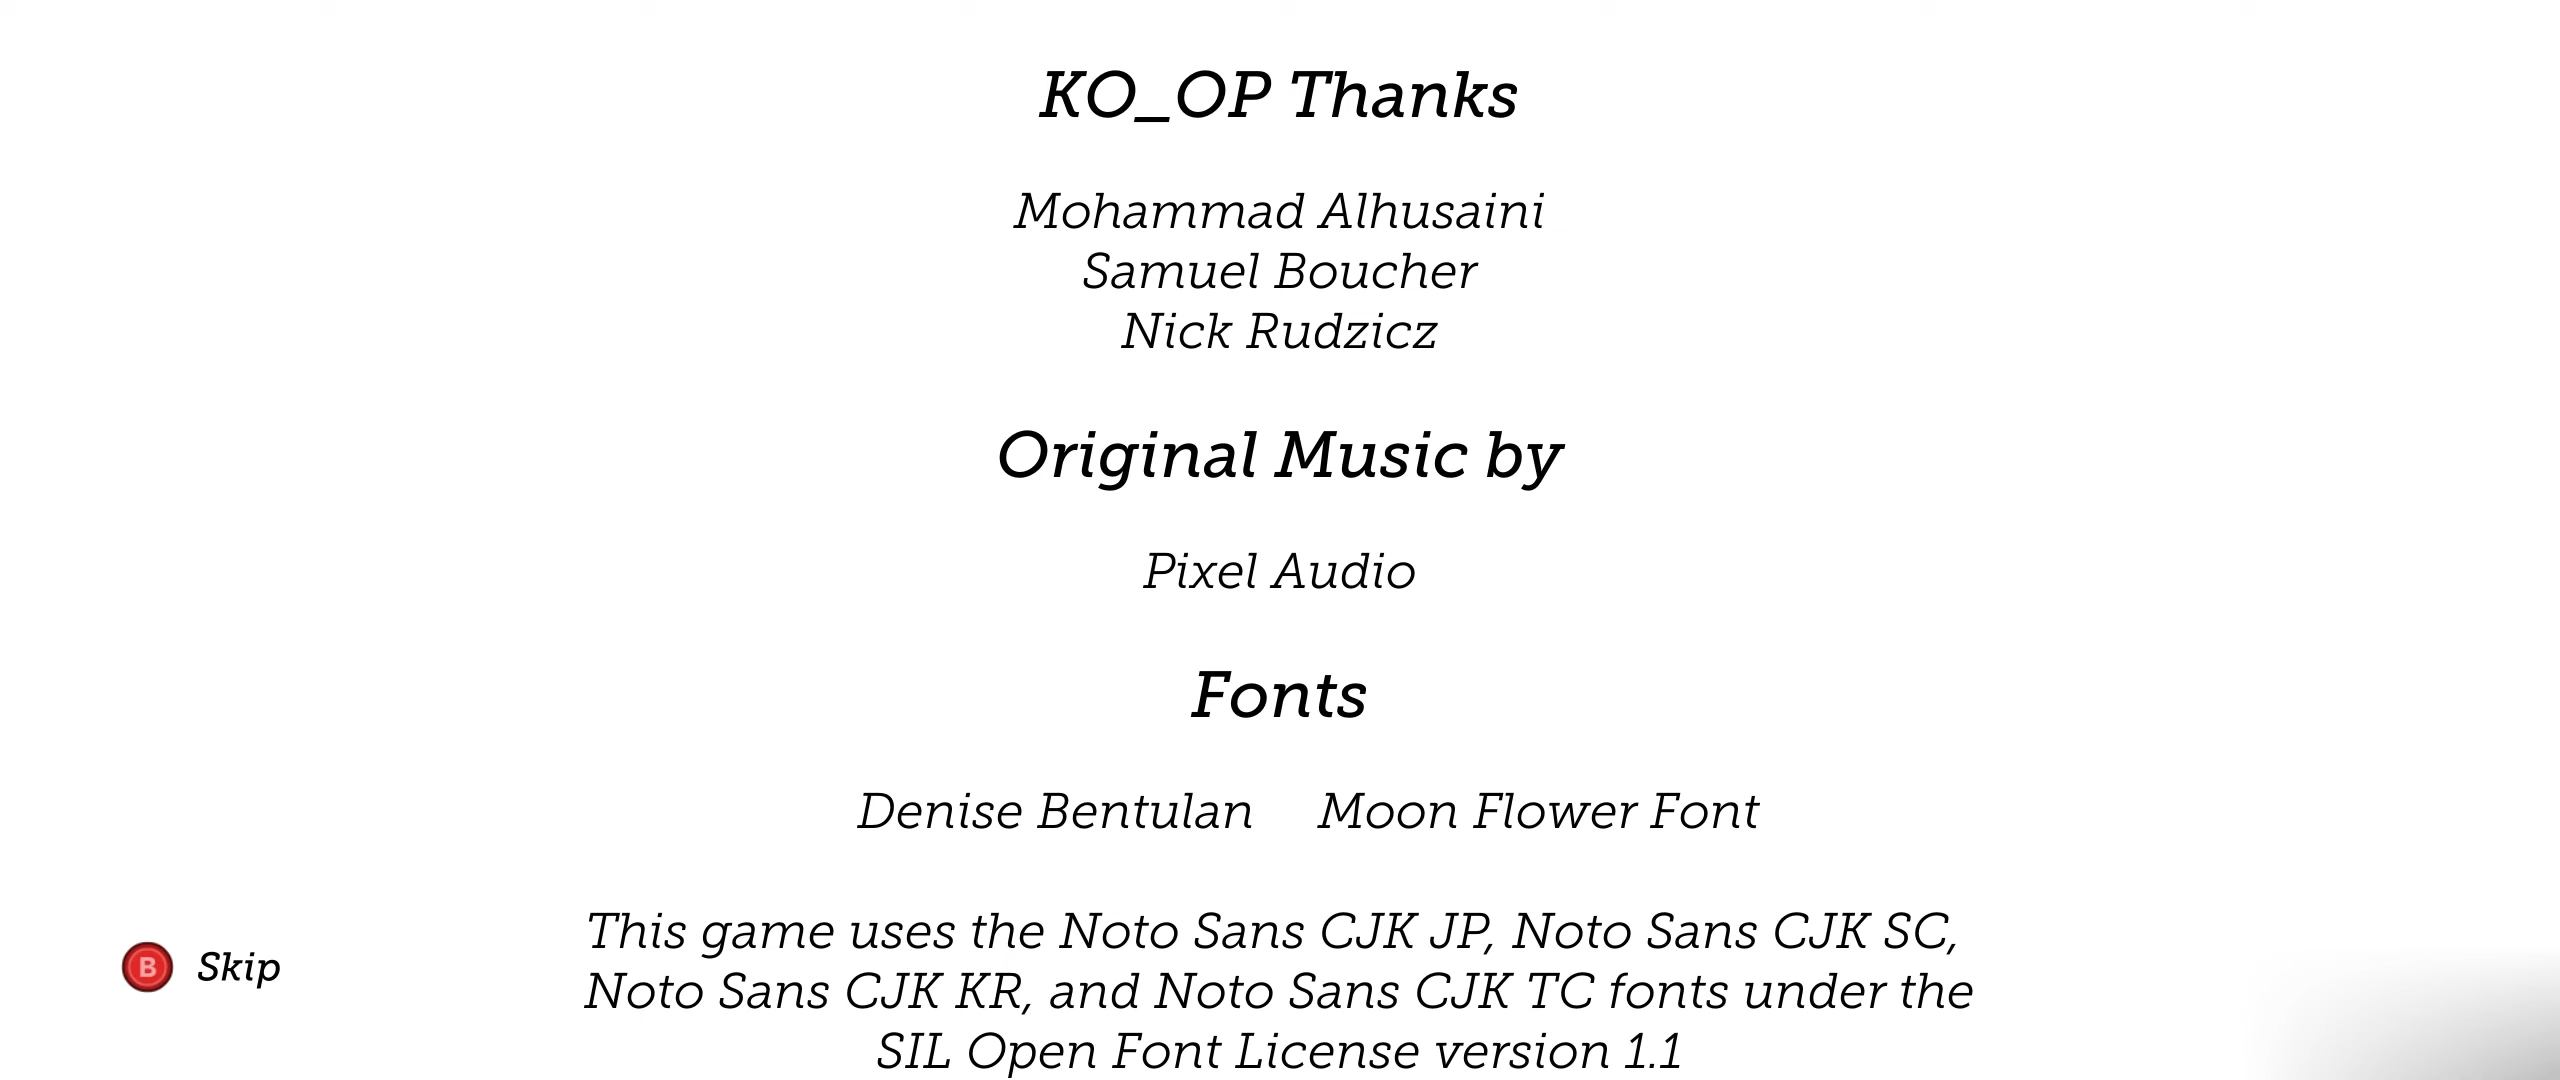 KO_OP Thanks
Mohammad Alhusaini
Samuel Boucher
Nick Rudzicz
Original Music by
Pixel Audio
Fonts
Denise Bentulan Moon Flower Font
This game uses the Noto Sans CJK JP, Noto Sans CJK SC,
Noto Sans CJK KR, and Noto Sans CJK TC fonts under the
SIL Open Font License version 1.1
B Skip